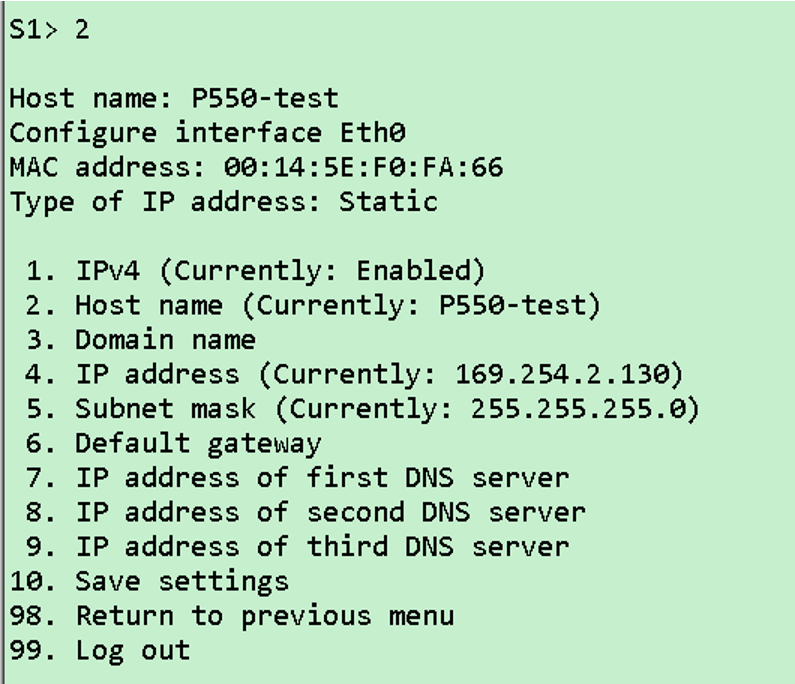 S1> 2
Host name: P550-test
Configure interface Eth0
MAC address: 00:14:5E:F0:FA:66
Type of IP address: Static
1. IPv4 (Currently: Enabled)
2. Host name (Currently: P550-test)
3. Domain name
4. IP address (Currently: 169.254.2.130)
5. Subnet mask (Currently: 255.255.255.0)
6. Default gateway
7. IP address of first DNS server
8. IP address of second DNS server
9. IP address of third DNS server
10. Save settings
98. Return to previous menu
99. Log out